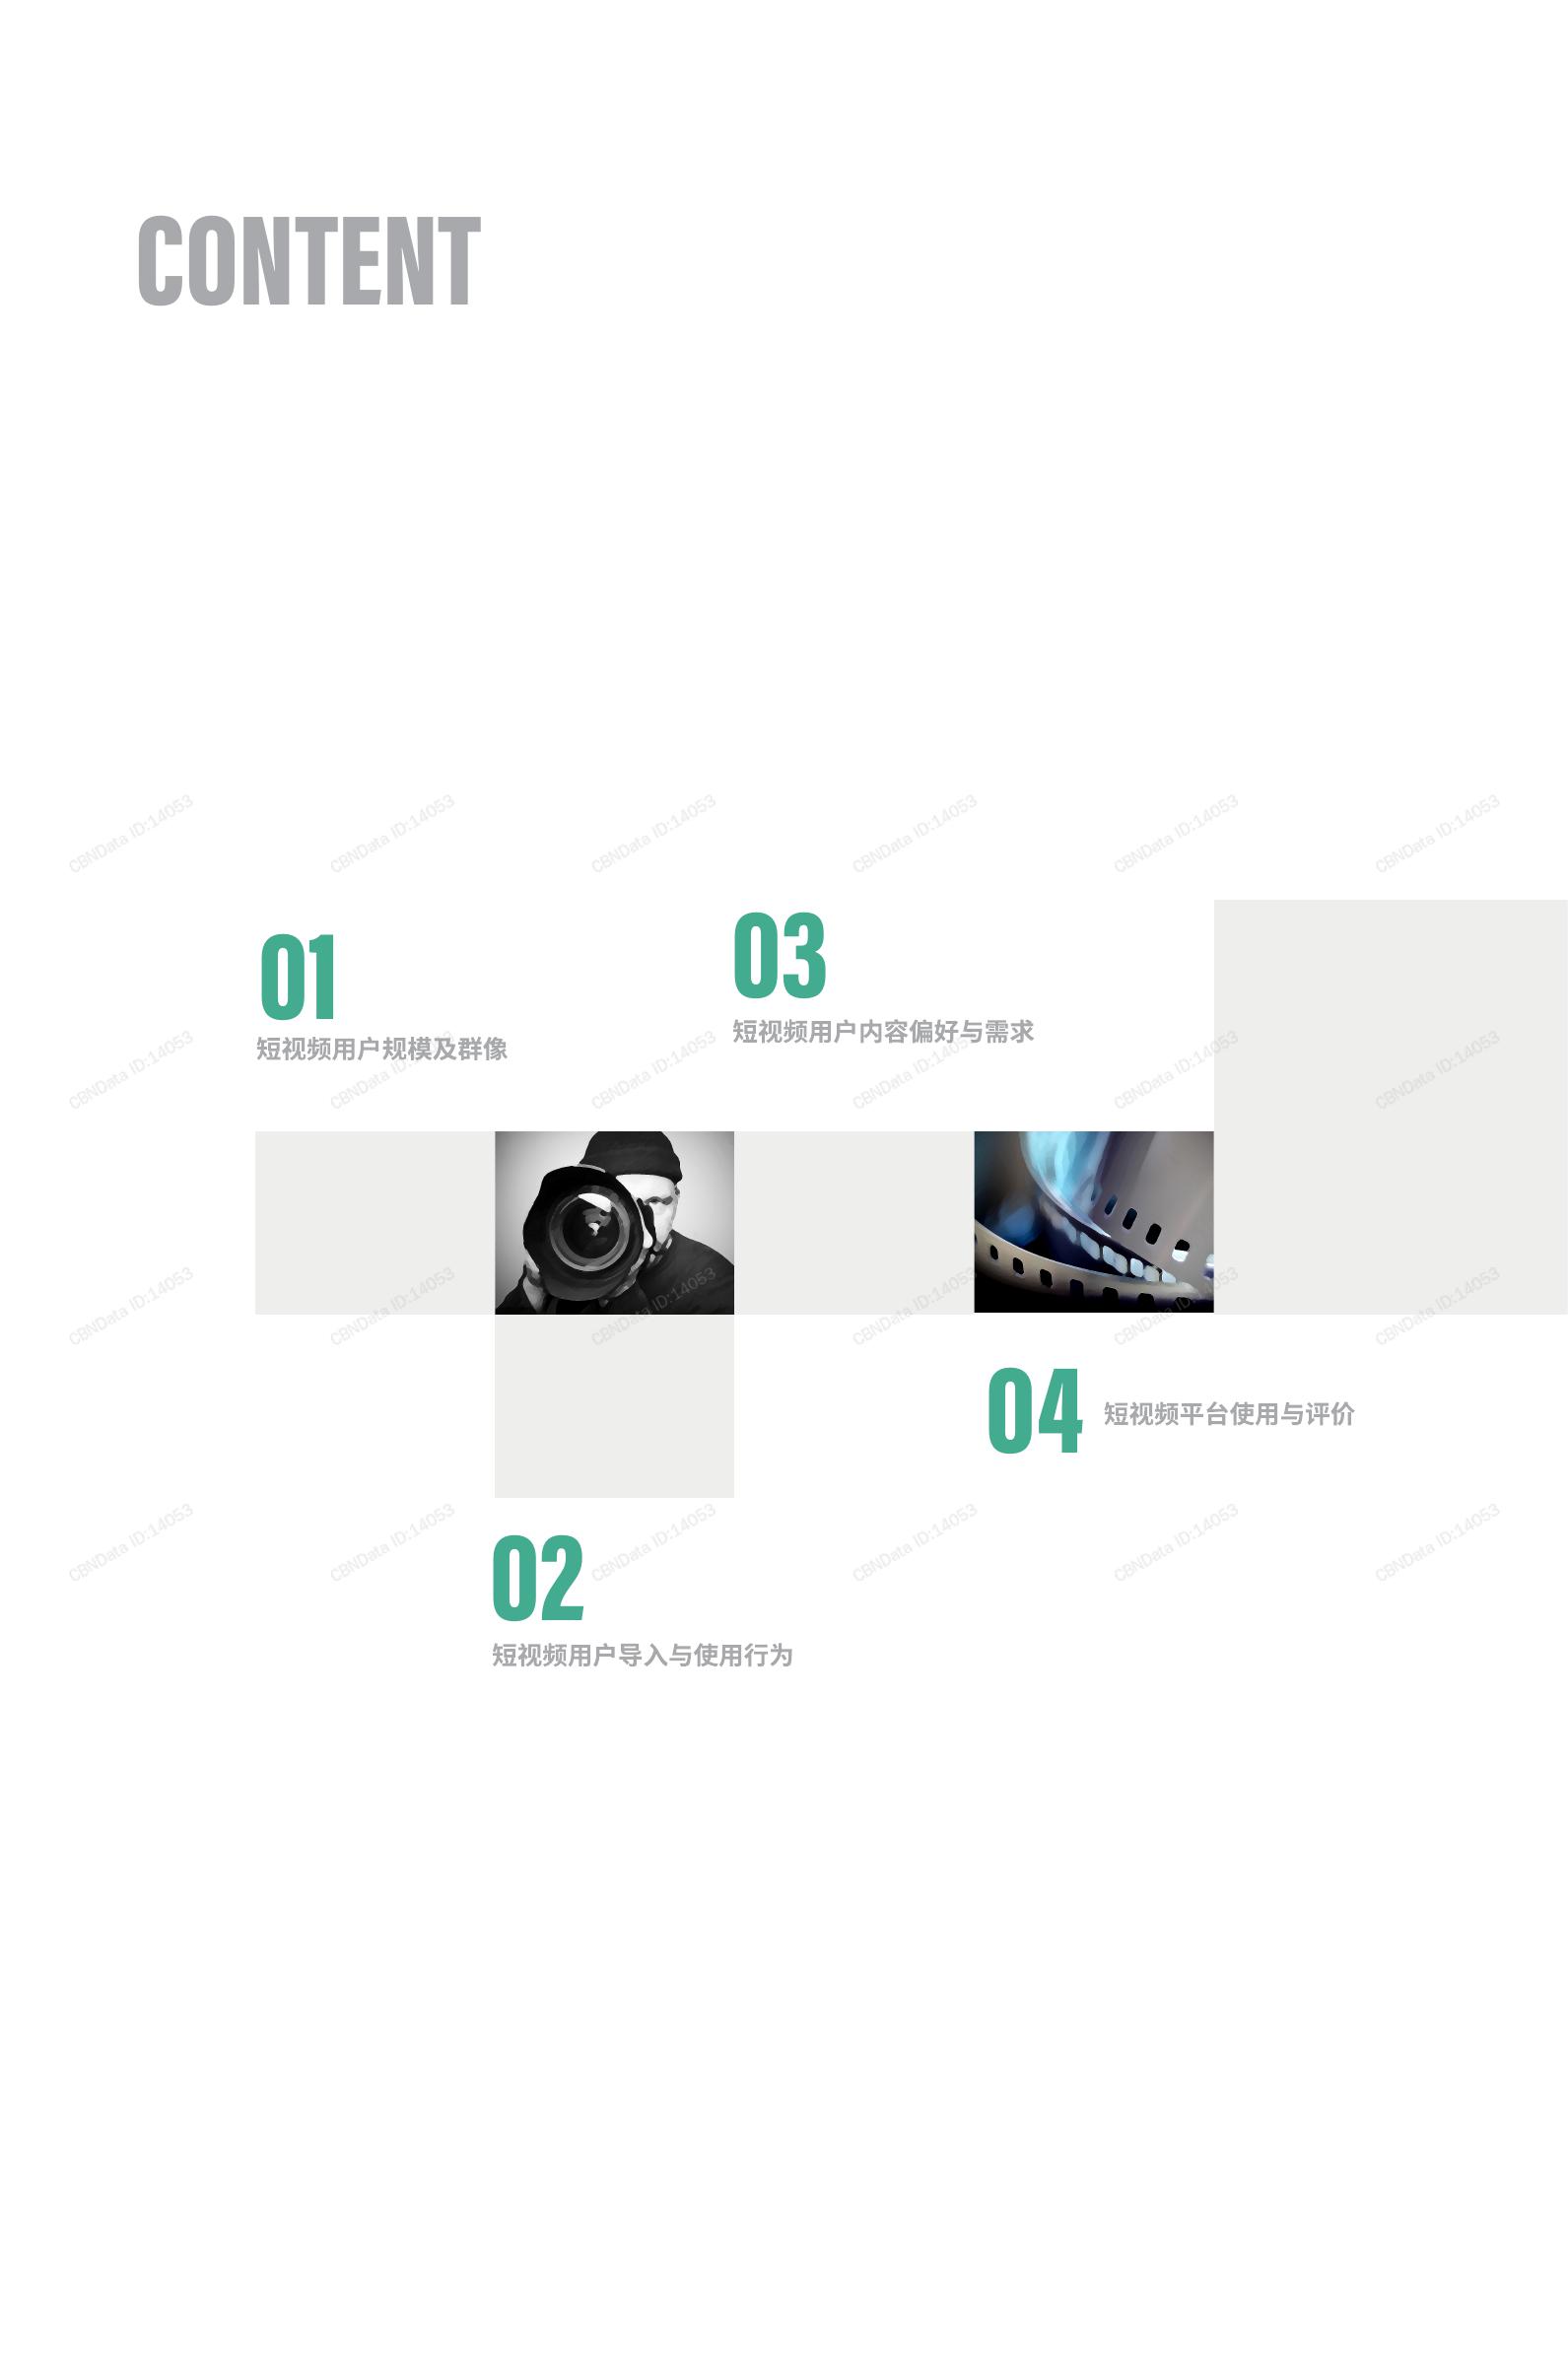 CONTENT
CBNData ID:14053 CBNData ID:14053 CBNData ID:14053 CBNData ID:14053 CBNData ID:14053 CBNData ID:14053
01
短视频用户规模及群像
03
短视频用户内容偏好与需求
CBNData ID:14053 CBNData ID:14053 CBNData ID:14053 CBNData ID:14053 CBNData ID:14053 CBNData ID:14053
CBNData ID:14053 CBNData ID:14053 CBNData ID:14053 CBNData ID:14053 CBNData ID:14053 CBNData ID:14053
04 短视频平台使用与评价
CBNData ID:14053 CBNData ID:14053 CBNData ID:14053 CBNData ID:14053 CBNData ID:14053 CBNData ID:14053
02
短视频用户导入与使用行为